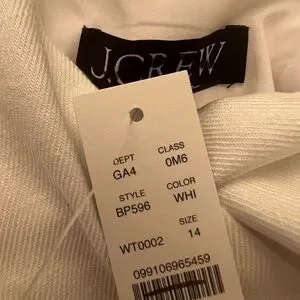 J.CREW
DEPT CLASS
GA4 0M6
STYLE COLOR
BP596 WHI
SIZE
WT0002 14
099106965459